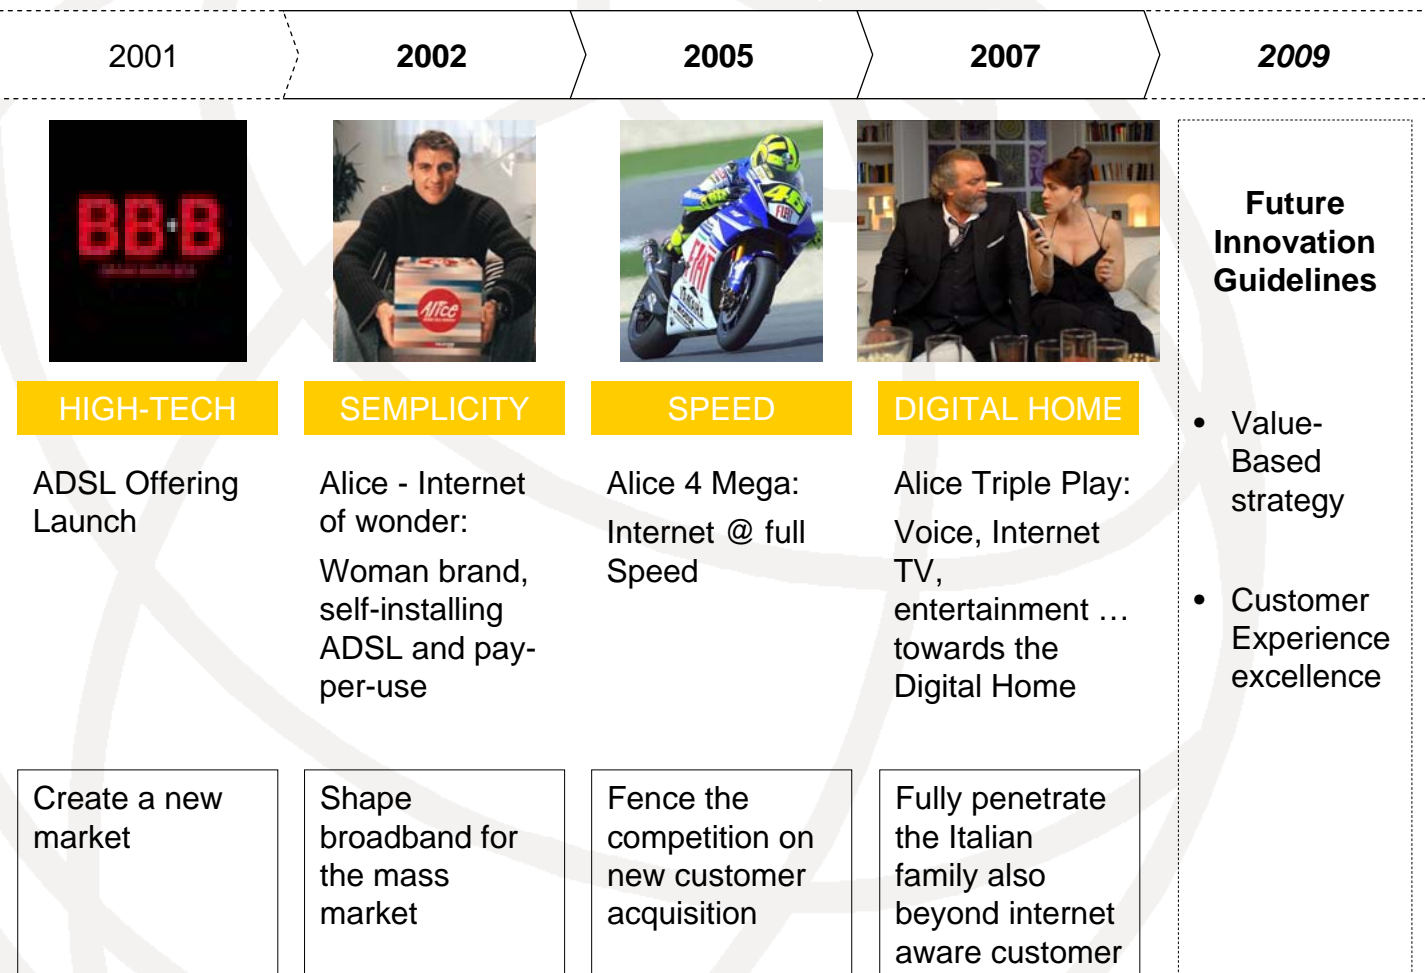 2001
2002
2005
2007
2009
BB·B
Alice
46
FIAT
FIAT
YAMAHA
HIGH-TECH
SEMPLICITY
SPEED
DIGITAL HOME
ADSL Offering
Launch
Alice - Internet
of wonder:
Woman brand,
self-installing
ADSL and pay-
per-use
Alice 4 Mega:
Internet @ full
Speed
Alice Triple Play:
Voice, Internet
TV,
entertainment …
towards the
Digital Home
Create a new
market
Shape
broadband for
the mass
market
Fence the
competition on
new customer
acquisition
Fully penetrate
the Italian
family also
beyond internet
aware customer
Future
Innovation
Guidelines
• Value-
Based
strategy
• Customer
Experience
excellence